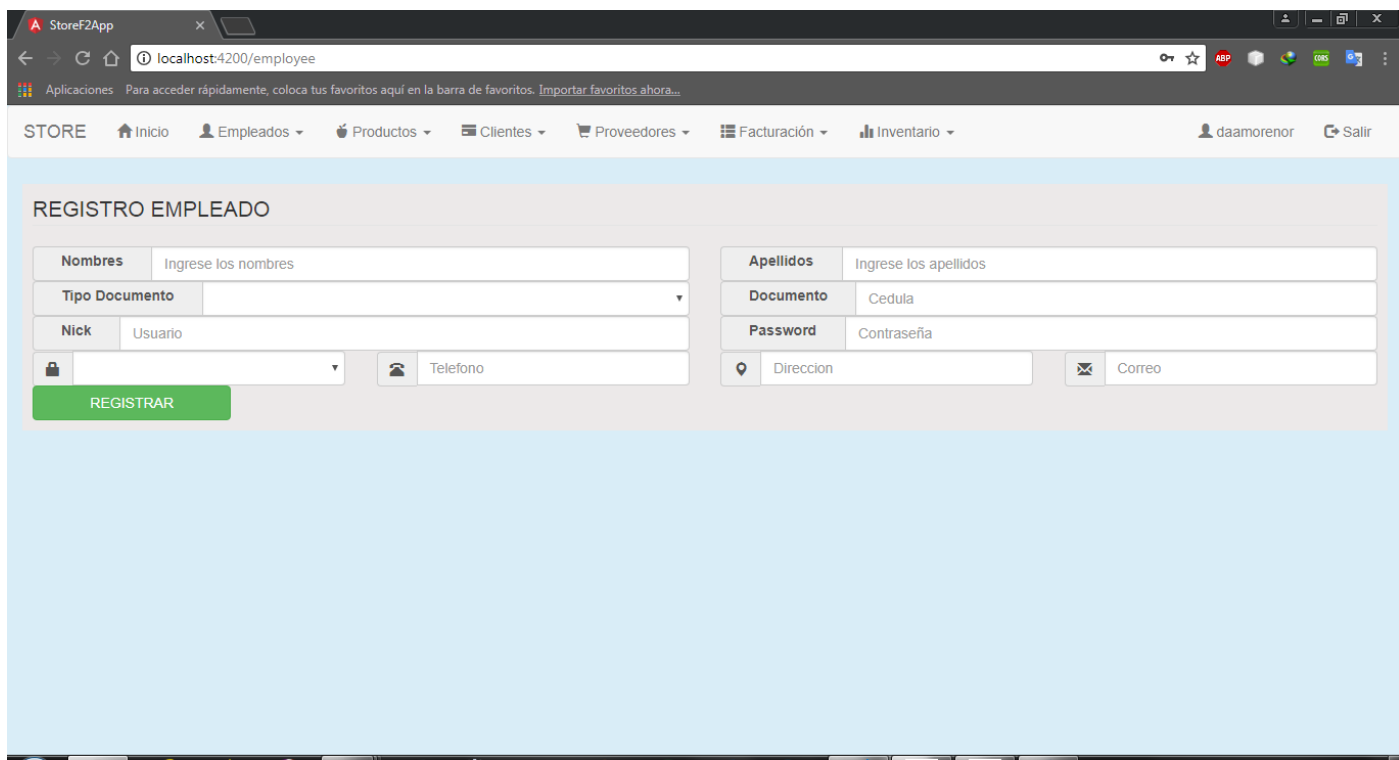 StoreF2App
localhost:4200/employee
ABP
CORS
Aplicaciones Para acceder rápidamente, coloca tus favoritos aquí en la barra de favoritos. Importar favoritos ahora...
STORE Inicio Empleados Productos Clientes Proveedores Facturación Inventario daamorenor Salir
REGISTRO EMPLEADO
Nombres Ingrese los nombres Apellidos Ingrese los apellidos
Tipo Documento Documento Cedula
Nick Usuario Password Contraseña
Telefono Direccion Correo
REGISTRAR